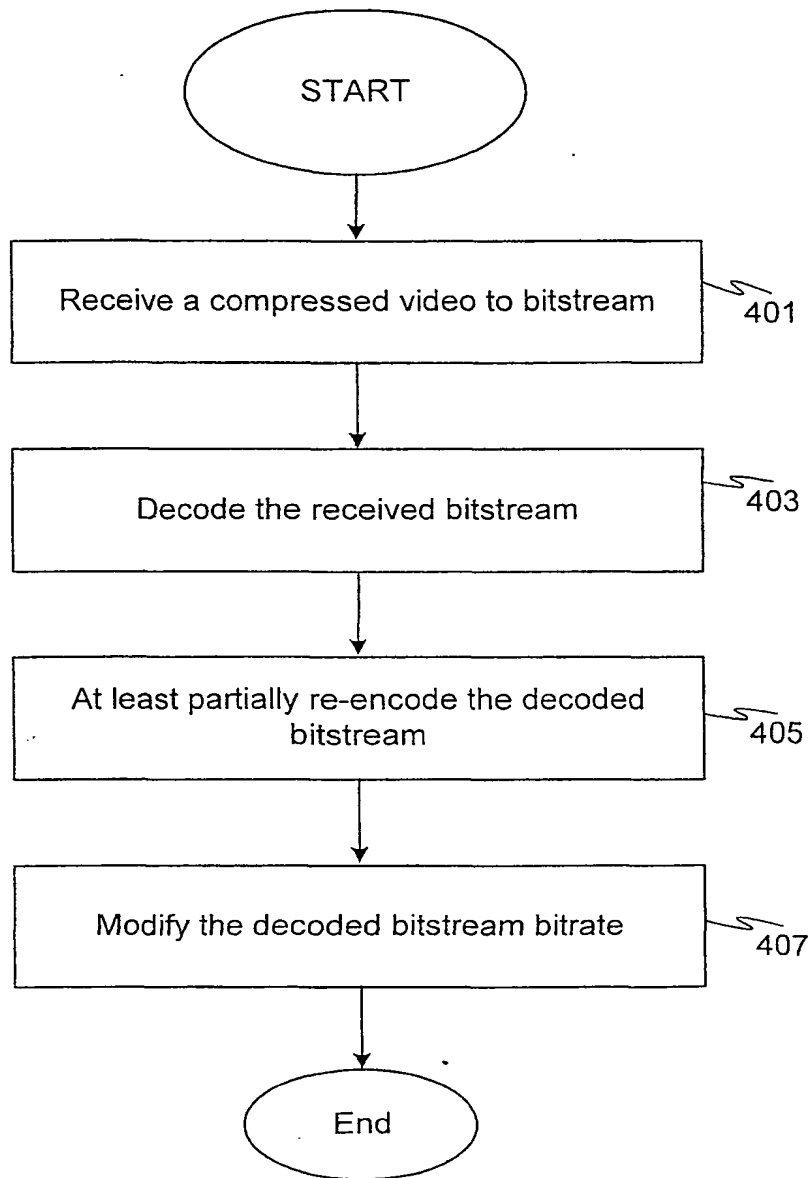 START
Receive a compressed video to bitstream
401
Decode the received bitstream
403
At least partially re-encode the decoded
bitstream
405
Modify the decoded bitstream bitrate
407
End